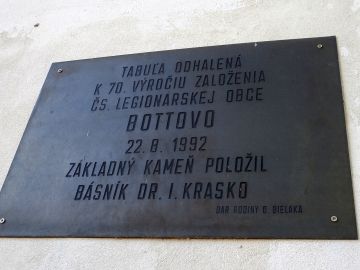 TABUĽA ODHALENÁ
K 70. VÝROČIU ZALOŽENIA
ČS. LEGIONARSKEJ OBCE
BOTTOVO
22. 8. 1992
ZÁKLADNÝ KAMEŇ POLOŽIL
BÁSNIK DR. I. KRASKO
DAR RODINY G. BIELAKA